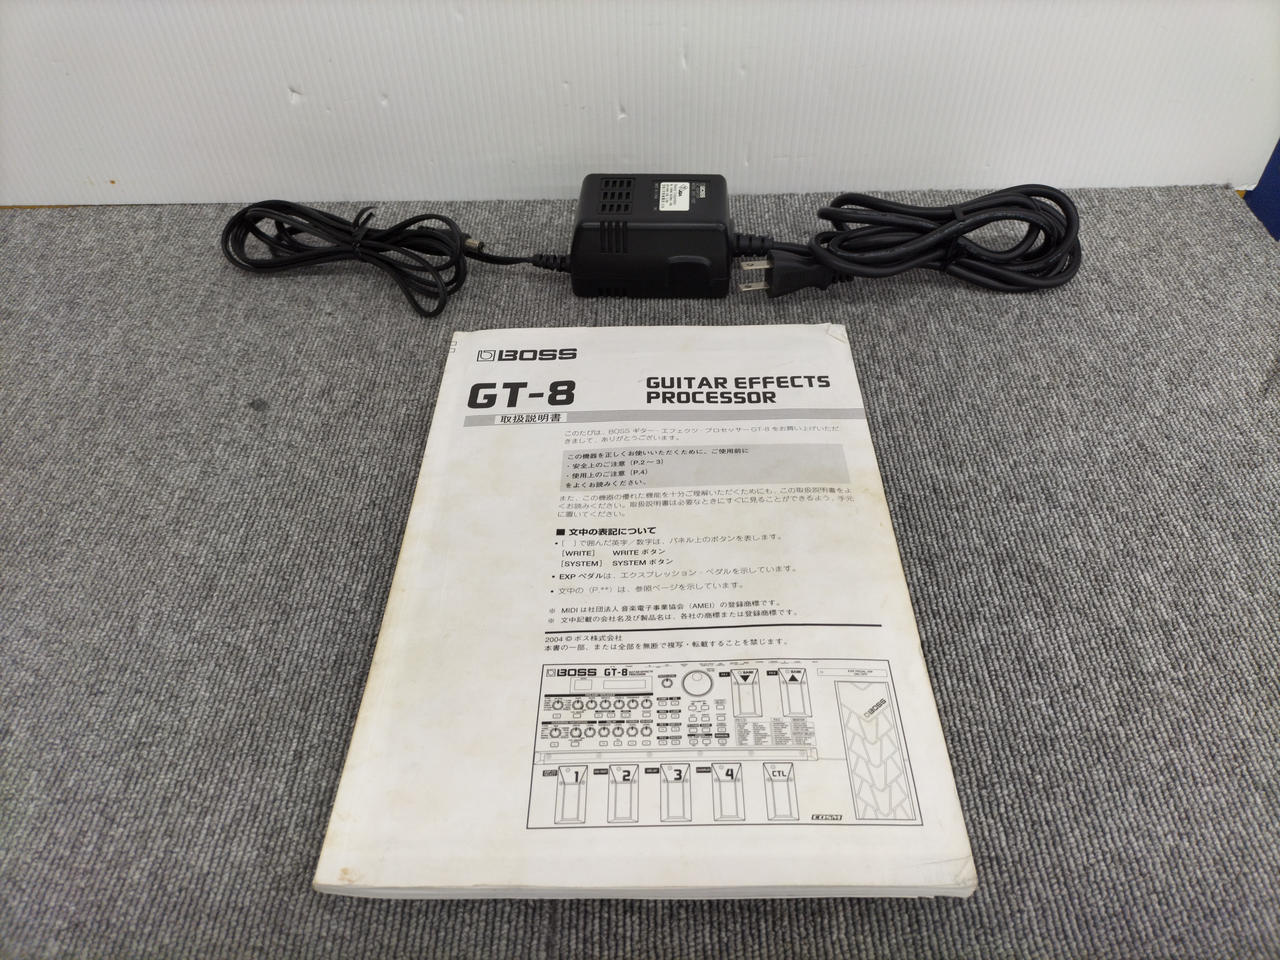 BOSS
GT-8
GUITAR EFFECTS
PROCESSOR
取扱説明書
このたびは、BOSS ギター・エフェクツ・プロセッサー GT-8 をお買い上げいただ
きまして、ありがとうございます。
この機器を正しくお使いいただくために、ご使用前に
・安全上のご注意（P.2～3）
・使用上のご注意（P.4）
をよくお読みください。
また、この機器の優れた機能を十分ご理解いただくためにも、この取扱説明書をよ
くお読みください。取扱説明書は必要なときにすぐに見ることができるよう、手元
に置いてください。
■ 文中の表記について
• [　] で囲んだ英字／数字は、パネル上のボタンを表します。
[WRITE]　WRITE ボタン
[SYSTEM]　SYSTEM ボタン
• EXP ペダルは、エクスプレッション・ペダルを示しています。
• 文中の（P.**）は、参照ページを示しています。
※ MIDI は社団法人 音楽電子事業協会（AMEI）の登録商標です。
※ 文中記載の会社名及び製品名は、各社の商標または登録商標です。
2004 © ボス株式会社
本書の一部、または全部を無断で複写・転載することを禁じます。
BOSS GT-8 GUITAR EFFECTS PROCESSOR
BANK
BANK
BOSS
1 2 3 4 CTL
COSM